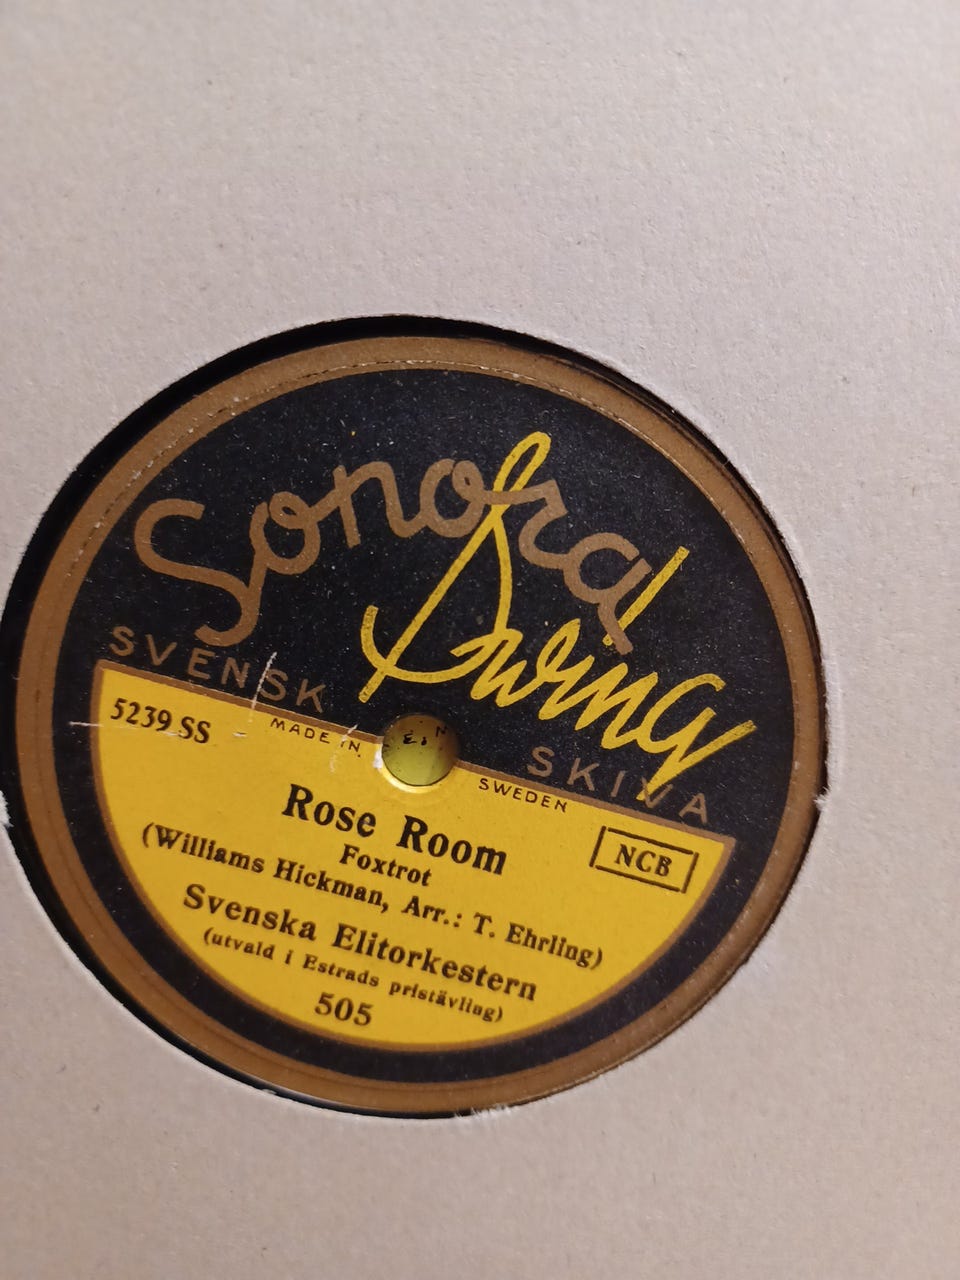 Sonora
Swing
SVENSK SKIVA
5239 SS
MADE IN SWEDEN
Rose Room
NCB
Foxtrot
(Williams Hickman, Arr.: T. Ehrling)
Svenska Elitorkestern
(utvald i Estrads pristävling)
505